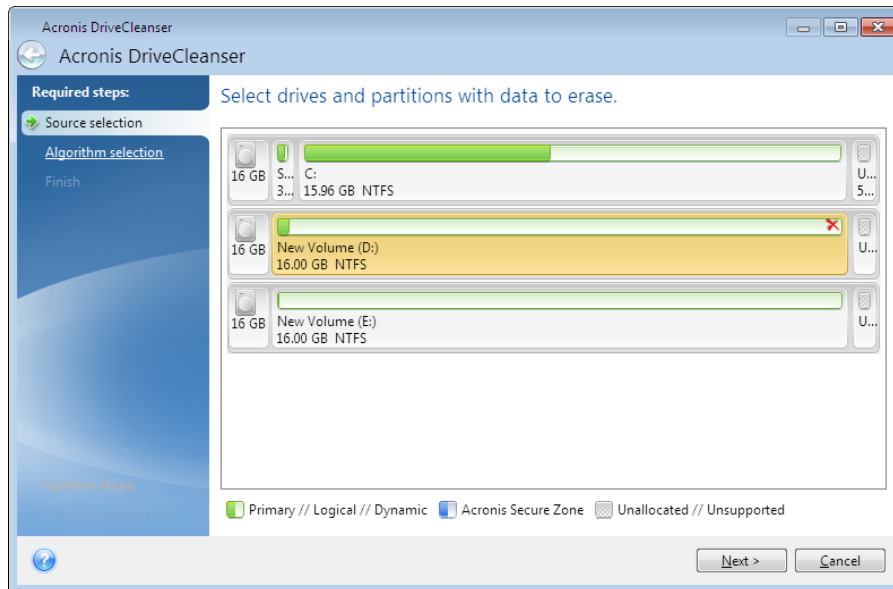 Acronis DriveCleanser
Acronis DriveCleanser
Required steps:
Source selection
Algorithm selection
Finish
Select drives and partitions with data to erase.
16 GB
S...
3...
C:
15.96 GB NTFS
U...
5...
16 GB
New Volume (D:)
16.00 GB NTFS
U...
16 GB
New Volume (E:)
16.00 GB NTFS
U...
Optional steps:
Primary // Logical // Dynamic
Acronis Secure Zone
Unallocated // Unsupported
Next >
Cancel